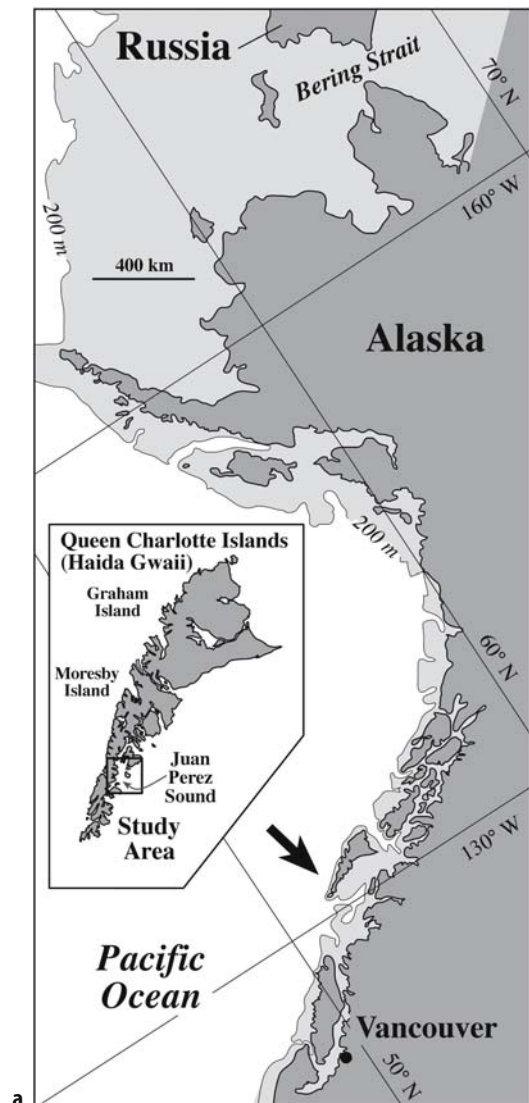 Russia
Bering Strait
70° N
160° W
200 m
400 km
Alaska
200 m
Queen Charlotte Islands
(Haida Gwaii)
Graham
Island
Moresby
Island
Juan
Perez
Sound
Study
Area
60° N
130° W
Pacific
Ocean
Vancouver
50° N
a